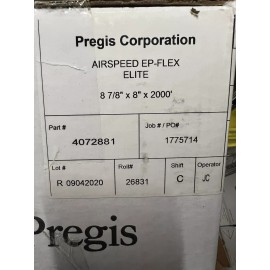 Pregis Corporation
AIRSPEED EP-FLEX
ELITE
8 7/8" x 8" x 2000'
Part # Job # / PO#
4072881 1775714
Lot # Roll# Shift Operator
R 09042020 26831 C JC
Pregis